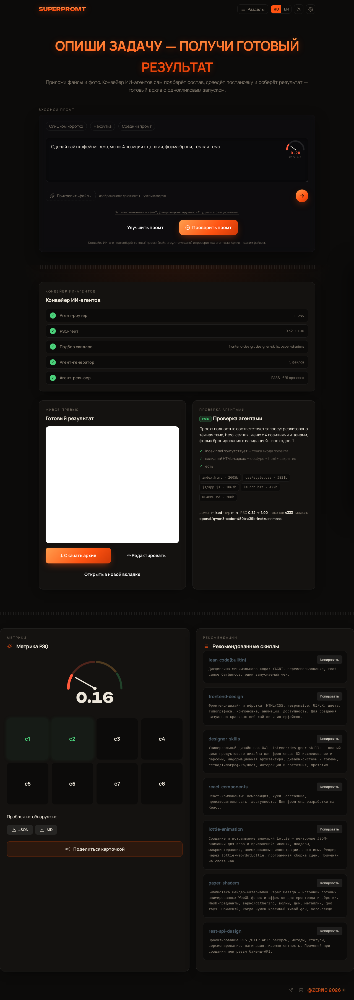 SUPERPROMT
Разделы
RU EN
ОПИШИ ЗАДАЧУ — ПОЛУЧИ ГОТОВЫЙ
РЕЗУЛЬТАТ
Приложи файлы и фото. Конвейер ИИ-агентов сам подберёт состав, доведёт постановку и соберёт результат —
готовый архив с однокликовым запуском.
ВХОДНОЙ ПРОМТ
Слишком коротко Накрутка Средний промт
Сделай сайт кофейни: hero, меню 4 позиции с ценами, форма брони, тёмная тема
0.20
PSQ LIVE
Прикрепить файлы изображения и документы — учтём в задаче
Хотите сэкономить токены? Доведите промт вручную в Студии — это опционально.
Улучшить промт Проверить промт
Конвейер ИИ-агентов соберёт готовый проект (сайт, игру, что угодно) и проверит код агентами. Архив — одним файлом.
КОНВЕЙЕР ИИ-АГЕНТОВ
Конвейер ИИ-агентов
✓ Агент-роутер mixed
✓ PSQ-гейт 0.32 → 1.00
✓ Подбор скиллов frontend-design, designer-skills, paper-shaders
✓ Агент-генератор 5 файлов
✓ Агент-ревьюер PASS · 6/6 проверок
ЖИВОЕ ПРЕВЬЮ
Готовый результат
↓ Скачать архив ✏ Редактировать
Открыть в новой вкладке
ПРОВЕРКА АГЕНТАМИ
PASS Проверка агентами
Проект полностью соответствует запросу: реализована
тёмная тема, hero-секция, меню с 4 позициями и ценами,
форма бронирования с валидацией. · проходов: 1
✓ index.html присутствует — точка входа проекта
✓ валидный HTML-каркас — doctype + html + закрытие
✓ есть
index.html · 2605b css/style.css · 3821b
js/app.js · 1863b launch.bat · 422b
README.md · 288b
домен mixed · тир min · PSQ 0.32 → 1.00 · токенов 4333 · модель
openai/qwen3-coder-480b-a35b-instruct-maas
МЕТРИКИ
Метрика PSQ
0.16
c1 c2 c3 c4
c5 c6 c7 c8
Проблем не обнаружено
JSON MD
Поделиться карточкой
РЕКОМЕНДАЦИИ
Рекомендованные скиллы
lean-code(builtin) Копировать
Дисциплина минимального кода: YAGNI, переиспользование, root-
cause багфиксов, один запускаемый чек.
frontend-design Копировать
Фронтенд-дизайн и вёрстка: HTML/CSS, responsive, UI/UX, цвета,
типографика, компоновка, анимации, доступность. Для создания
визуально красивых веб-сайтов и интерфейсов.
designer-skills Копировать
Универсальный дизайн-пак Owl-Listener/designer-skills — полный
цикл продуктового дизайна для фронтенда: UX-исследование и
персоны, информационная архитектура, дизайн-системы и токены,
сетка/типографика/цвет, интеракции и состояния, прототип…
react-components Копировать
React-компоненты: композиция, хуки, состояние,
производительность, доступность. Для фронтенд-разработки на
React.
lottie-animation Копировать
Создание и встраивание анимаций Lottie — векторные JSON-
анимации для веба и приложений: иконки, лоадеры,
микроинтеракции, анимированные иллюстрации, логотипы. Рендер
через lottie-web/dotLottie, программная сборка сцен. Применяй
на слова «ан…
paper-shaders Копировать
Библиотека шейдер-материалов Paper Design — источник готовых
анимированных WebGL-фонов и эффектов для фронтенда и вёрстки.
Mesh-градиенты, зерно/dithering, волны, дым, металлик, god
rays. Применяй, когда нужен красивый живой фон, hero-секци…
rest-api-design Копировать
Проектирование REST/HTTP API: ресурсы, методы, статусы,
версионирование, пагинация, идемпотентность. Применяй при
создании или ревью бэкенд-API.
@ZERNO 2026